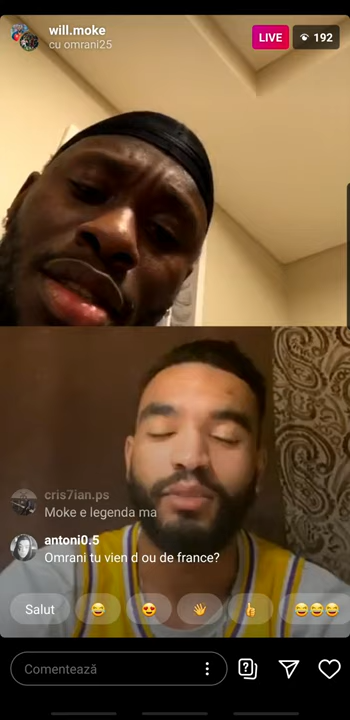 will.moke
cu omrani25
LIVE
192
cris7ian.ps
Moke e legenda ma
antoni0.5
Omrani tu vien d ou de france?
Salut
Comentează